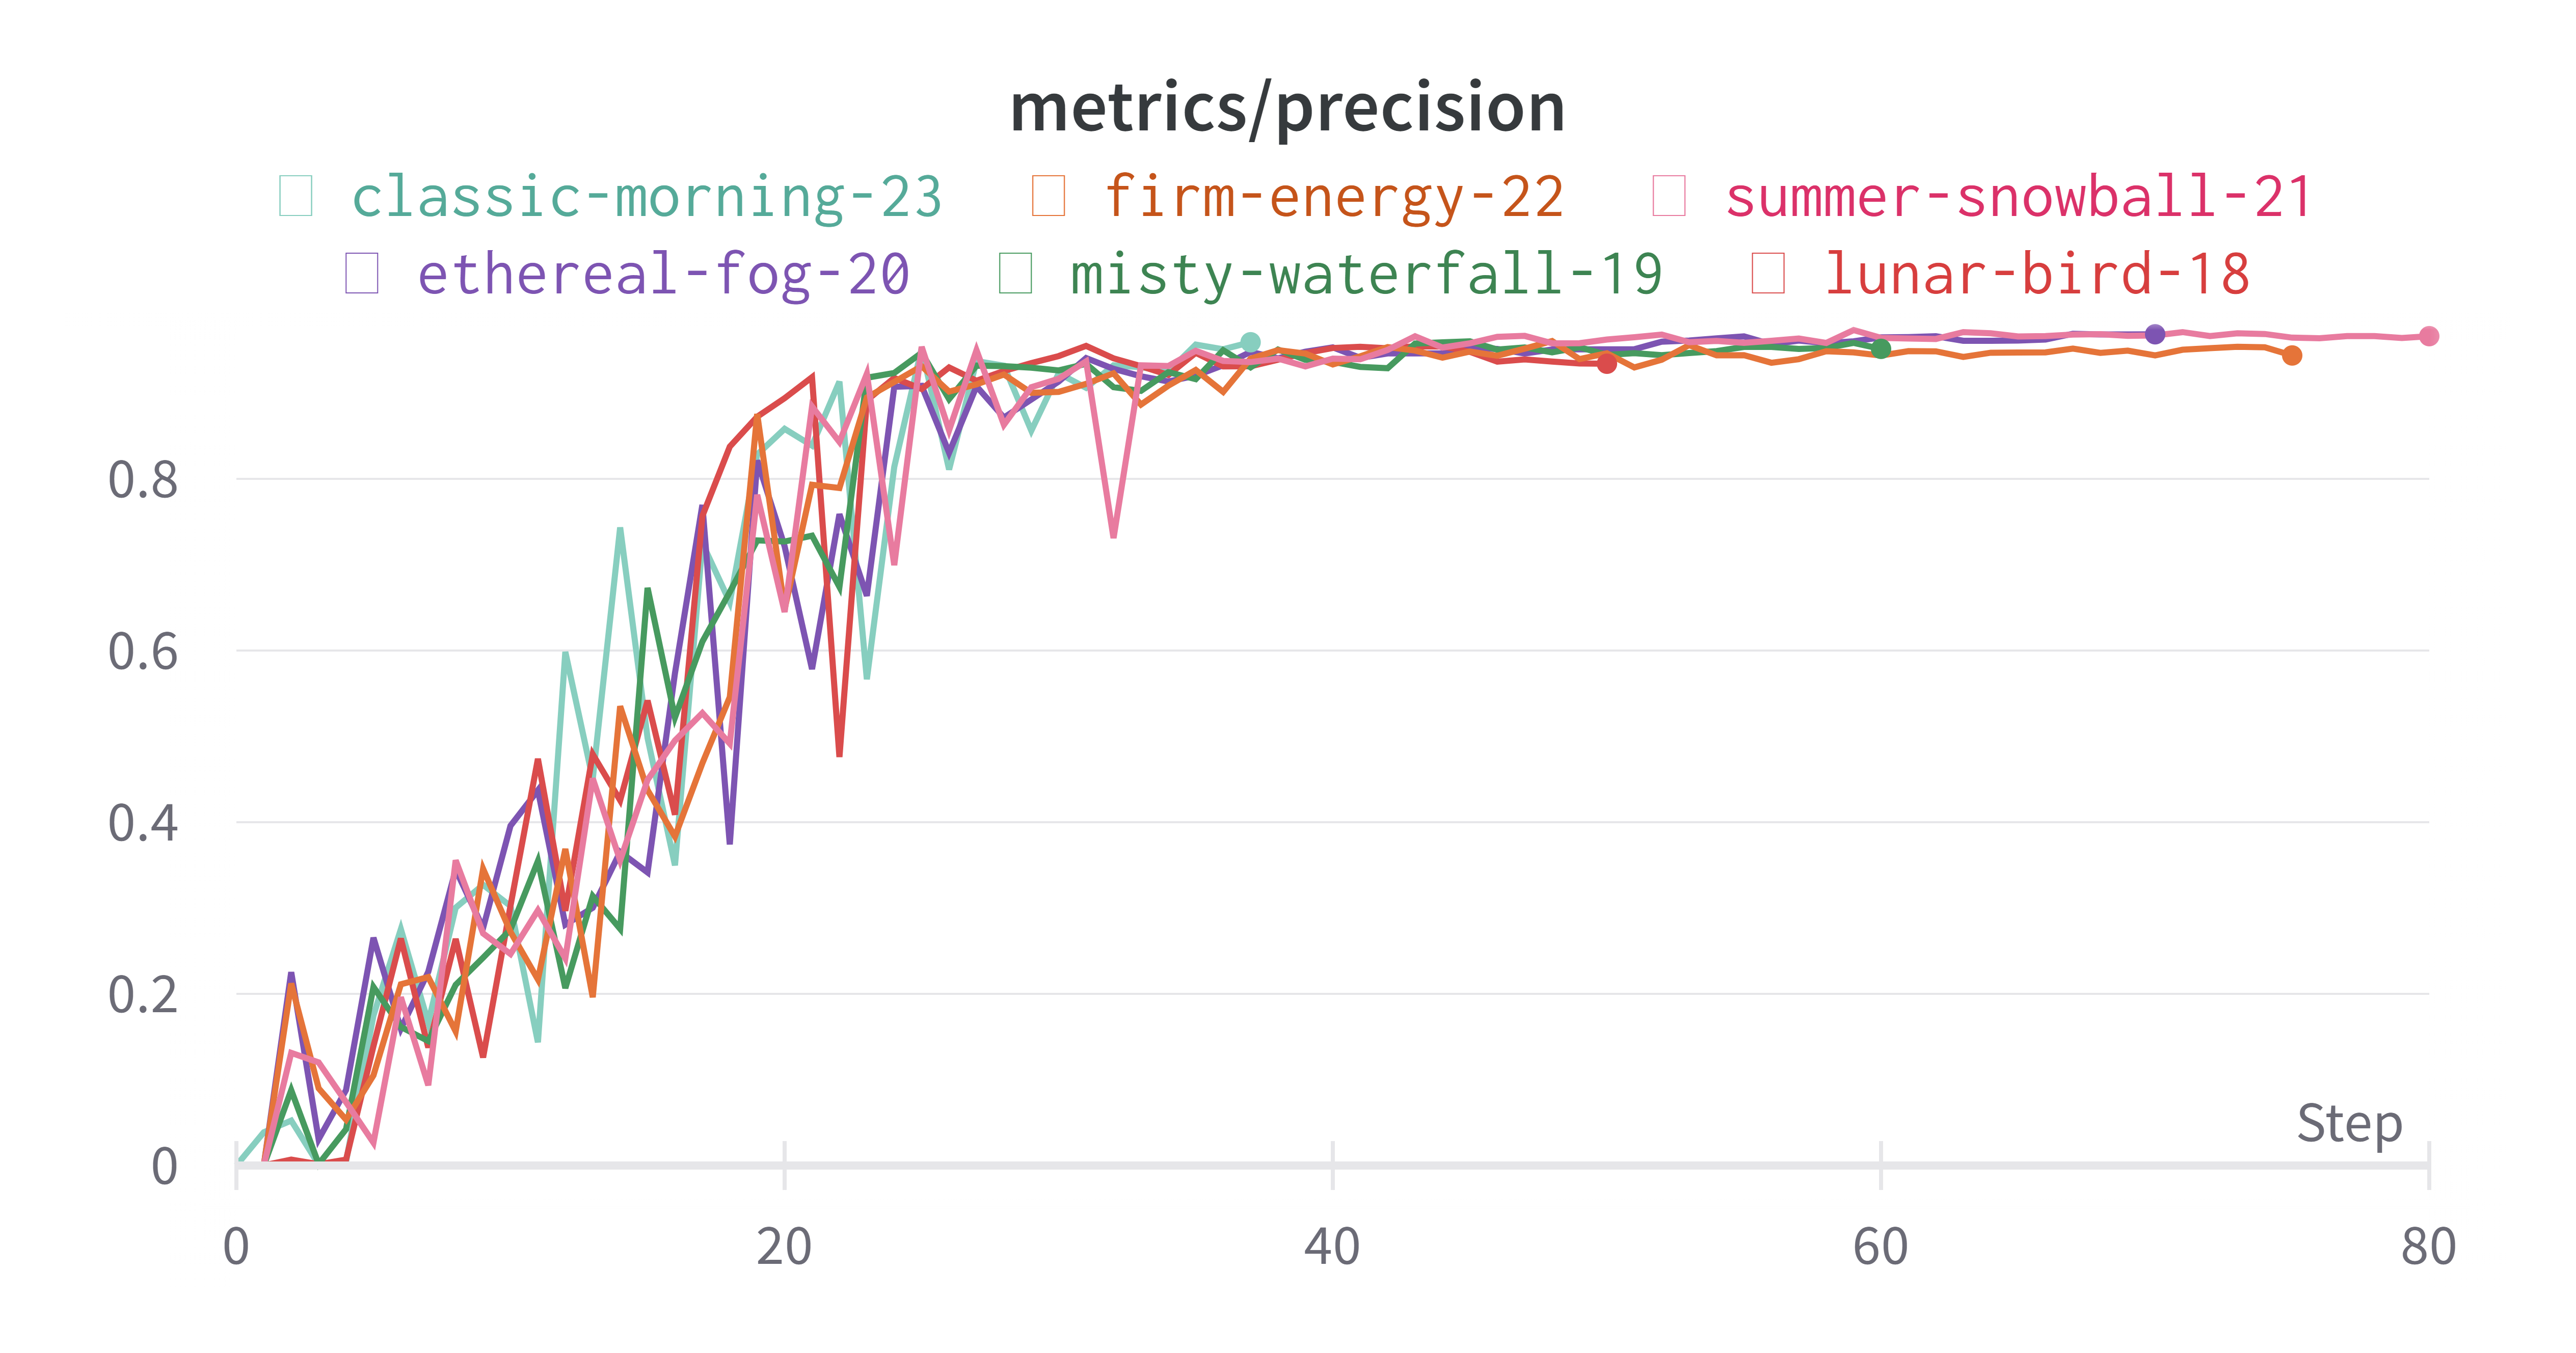 metrics/precision
classic-morning-23 firm-energy-22 summer-snowball-21
ethereal-fog-20 misty-waterfall-19 lunar-bird-18
0.8
0.6
0.4
0.2
Step
0
0 20 40 60 80